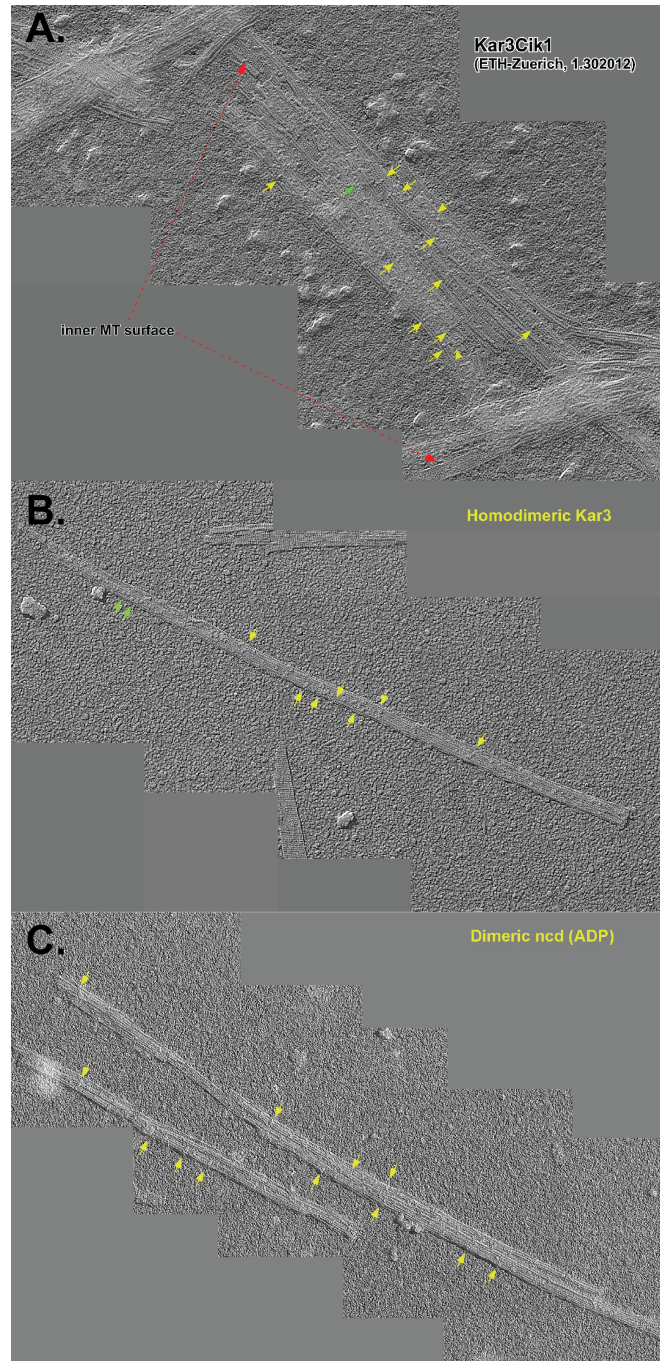 A.
Kar3Cik1
(ETH-Zuerich, 1.302012)
inner MT surface
B.
Homodimeric Kar3
C.
Dimeric ncd (ADP)